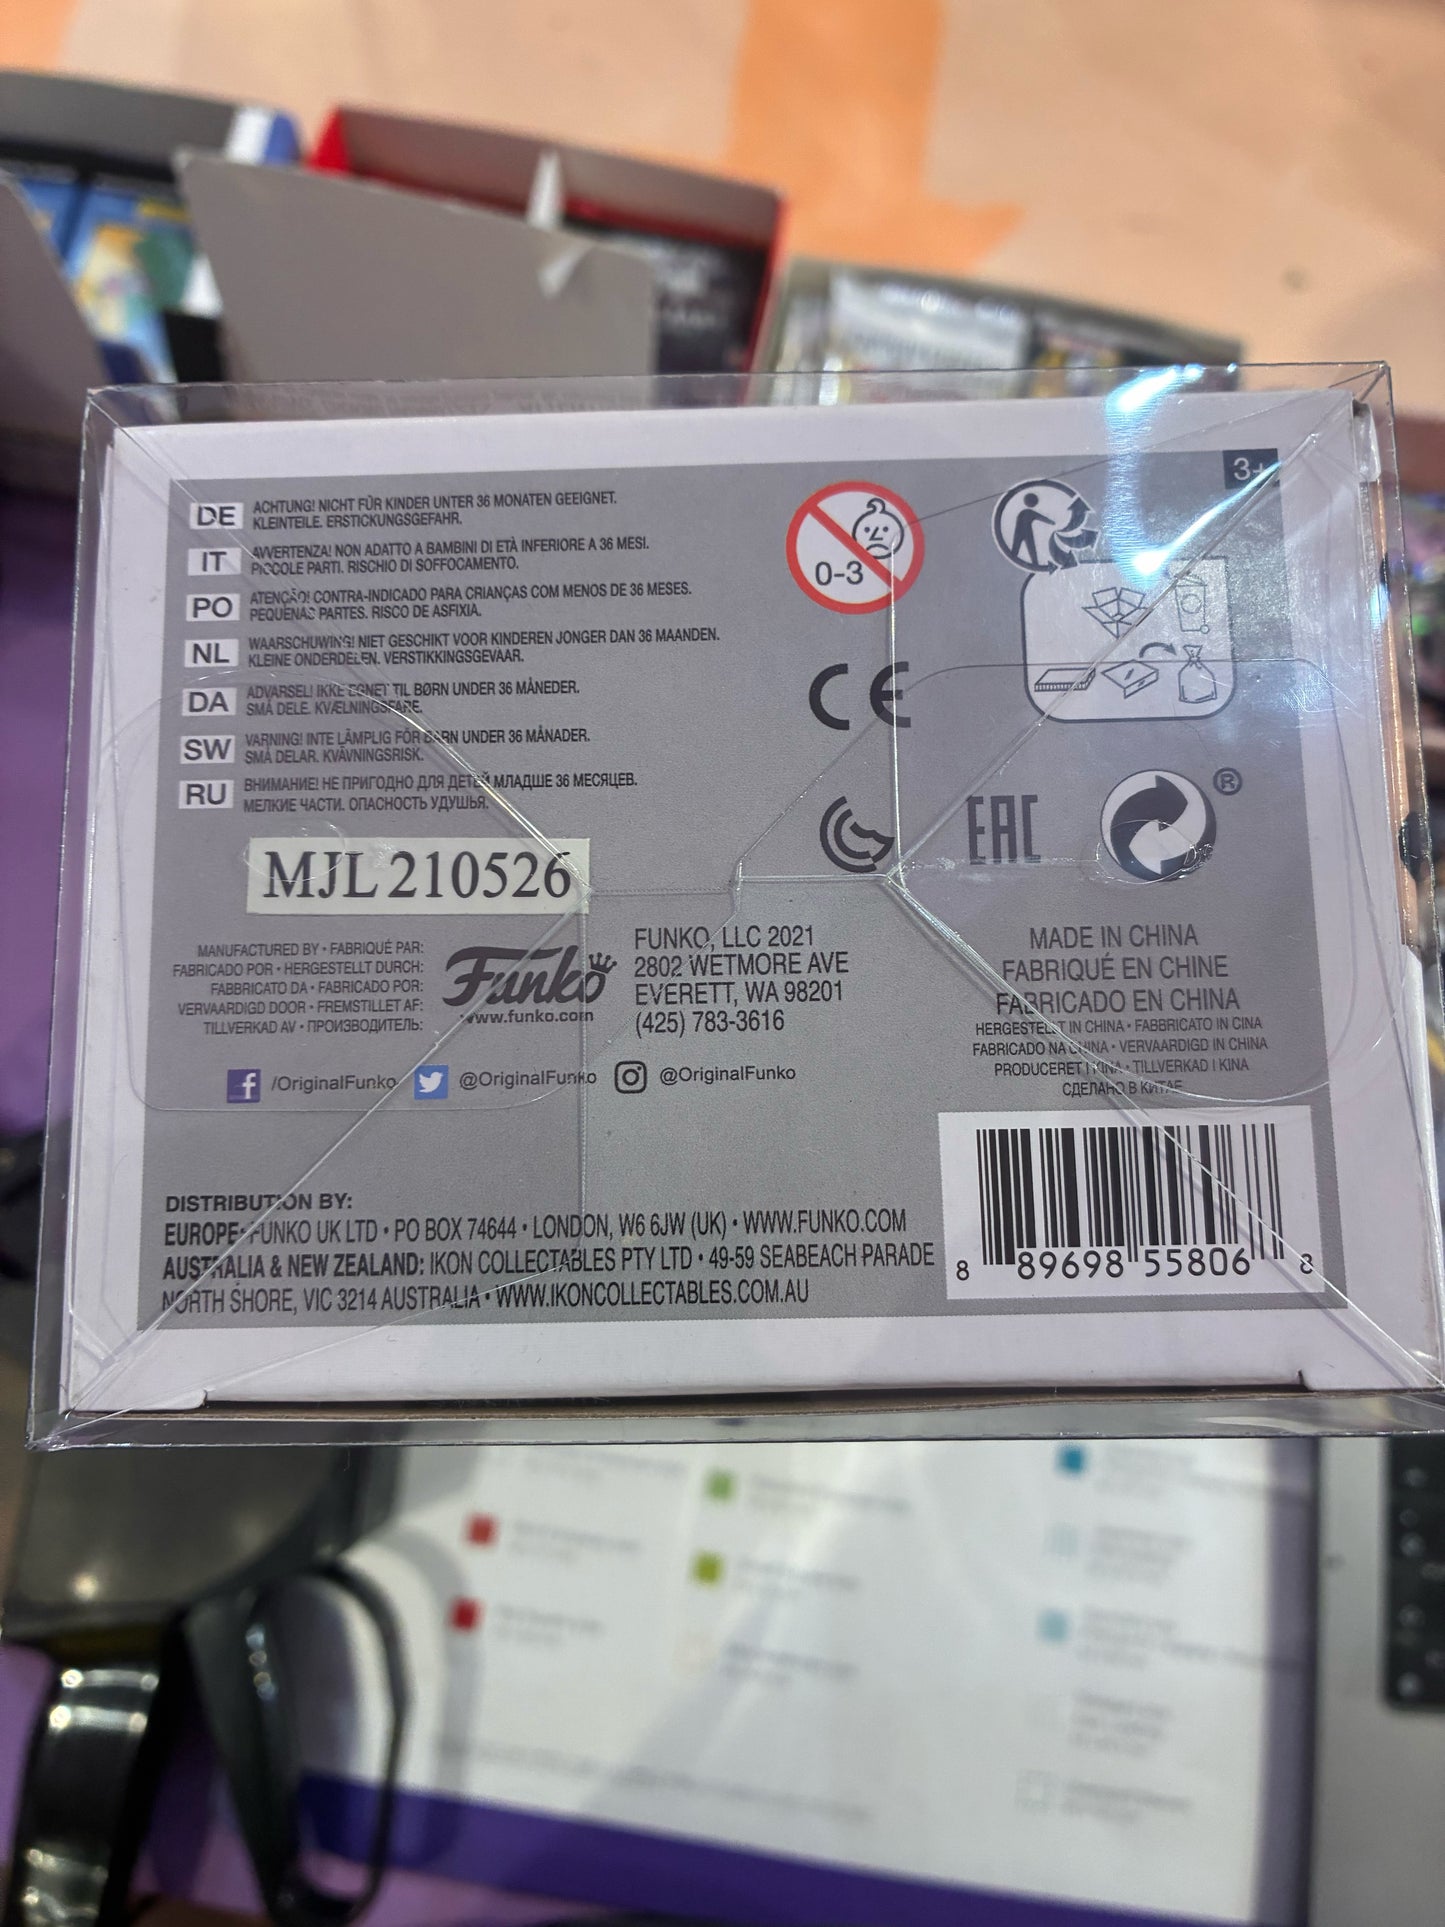 3+
DE ACHTUNG! NICHT FÜR KINDER UNTER 36 MONATEN GEEIGNET.
KLEINTEILE. ERSTICKUNGSGEFAHR.
IT AVVERTENZA! NON ADATTO A BAMBINI DI ETÀ INFERIORE A 36 MESI.
PICCOLE PARTI. RISCHIO DI SOFFOCAMENTO.
PO ATENÇÃO! CONTRA-INDICADO PARA CRIANÇAS COM MENOS DE 36 MESES.
PEQUENAS PARTES. RISCO DE ASFIXIA.
NL WAARSCHUWING! NIET GESCHIKT VOOR KINDEREN JONGER DAN 36 MAANDEN.
KLEINE ONDERDELEN. VERSTIKKINGSGEVAAR.
DA ADVARSEL! IKKE EGNET TIL BØRN UNDER 36 MÅNEDER.
SMÅ DELE. KVÆLNINGSFARE.
SW VARNING! INTE LÄMPLIG FÖR BARN UNDER 36 MÅNADER.
SMÅ DELAR. KVÄVNINGSRISK.
RU ВНИМАНИЕ! НЕ ПРИГОДНО ДЛЯ ДЕТЕЙ МЛАДШЕ 36 МЕСЯЦЕВ.
МЕЛКИЕ ЧАСТИ. ОПАСНОСТЬ УДУШЬЯ.
0-3
CE
EAC
®
MJL 210526
MANUFACTURED BY • FABRIQUÉ PAR:
FABRICADO POR • HERGESTELLT DURCH:
FABBRICATO DA • FABRICADO POR:
VERVAARDIGD DOOR • FREMSTILLET AF:
TILLVERKAD AV • ПРОИЗВОДИТЕЛЬ:
Funko
www.funko.com
FUNKO, LLC 2021
2802 WETMORE AVE
EVERETT, WA 98201
(425) 783-3616
MADE IN CHINA
FABRIQUÉ EN CHINE
FABRICADO EN CHINA
HERGESTELLT IN CHINA • FABBRICATO IN CINA
FABRICADO NA CHINA • VERVAARDIGD IN CHINA
PRODUCERET I KINA • TILLVERKAD I KINA
СДЕЛАНО В КИТАЕ
f /OriginalFunko @OriginalFunko @OriginalFunko
DISTRIBUTION BY:
EUROPE: FUNKO UK LTD • PO BOX 74644 • LONDON, W6 6JW (UK) • WWW.FUNKO.COM
AUSTRALIA & NEW ZEALAND: IKON COLLECTABLES PTY LTD • 49-59 SEABEACH PARADE
NORTH SHORE, VIC 3214 AUSTRALIA • WWW.IKONCOLLECTABLES.COM.AU
8 89698 55806 8